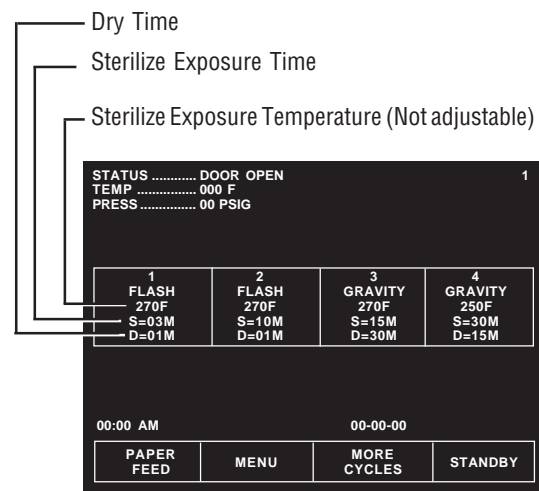 Dry Time
Sterilize Exposure Time
Sterilize Exposure Temperature (Not adjustable)
STATUS ............ DOOR OPEN 1
TEMP ................ 000 F
PRESS ............... 00 PSIG
1 2 3 4
FLASH FLASH GRAVITY GRAVITY
270F 270F 270F 250F
S=03M S=10M S=15M S=30M
D=01M D=01M D=30M D=15M
00:00 AM 00-00-00
PAPER FEED MENU MORE CYCLES STANDBY